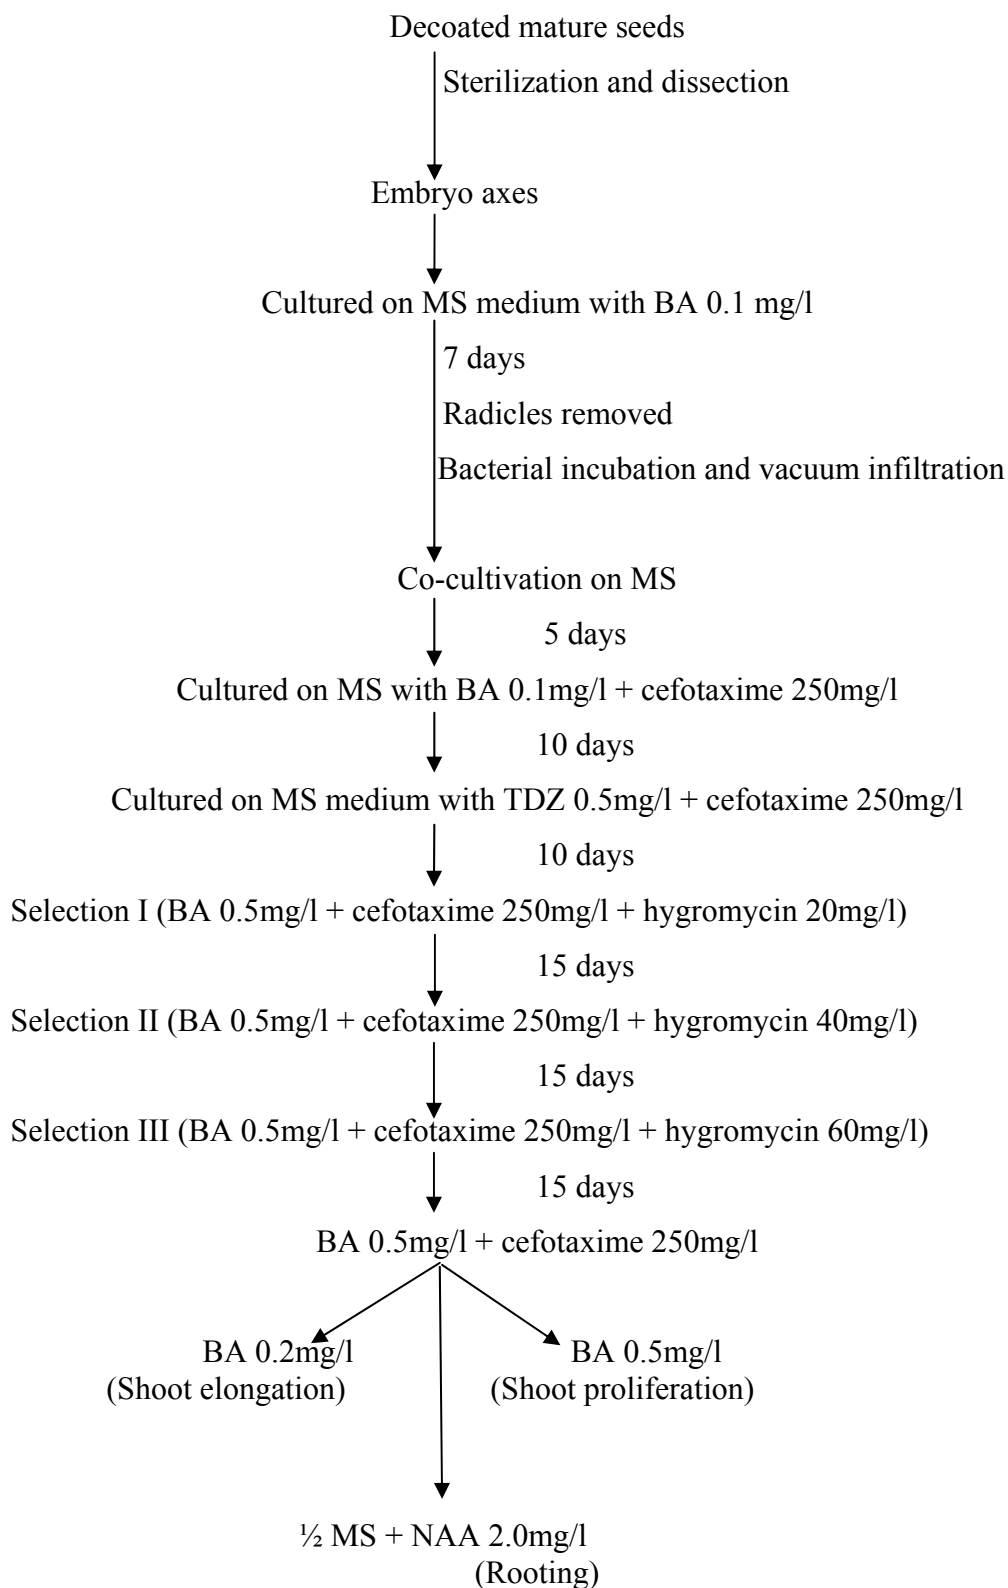 Decoated mature seeds
Sterilization and dissection
Embryo axes
Cultured on MS medium with BA 0.1 mg/l
7 days
Radicles removed
Bacterial incubation and vacuum infiltration
Co-cultivation on MS
5 days
Cultured on MS with BA 0.1mg/l + cefotaxime 250mg/l
10 days
Cultured on MS medium with TDZ 0.5mg/l + cefotaxime 250mg/l
10 days
Selection I (BA 0.5mg/l + cefotaxime 250mg/l + hygromycin 20mg/l)
15 days
Selection II (BA 0.5mg/l + cefotaxime 250mg/l + hygromycin 40mg/l)
15 days
Selection III (BA 0.5mg/l + cefotaxime 250mg/l + hygromycin 60mg/l)
15 days
BA 0.5mg/l + cefotaxime 250mg/l
BA 0.2mg/l
(Shoot elongation)
BA 0.5mg/l
(Shoot proliferation)
½ MS + NAA 2.0mg/l
(Rooting)